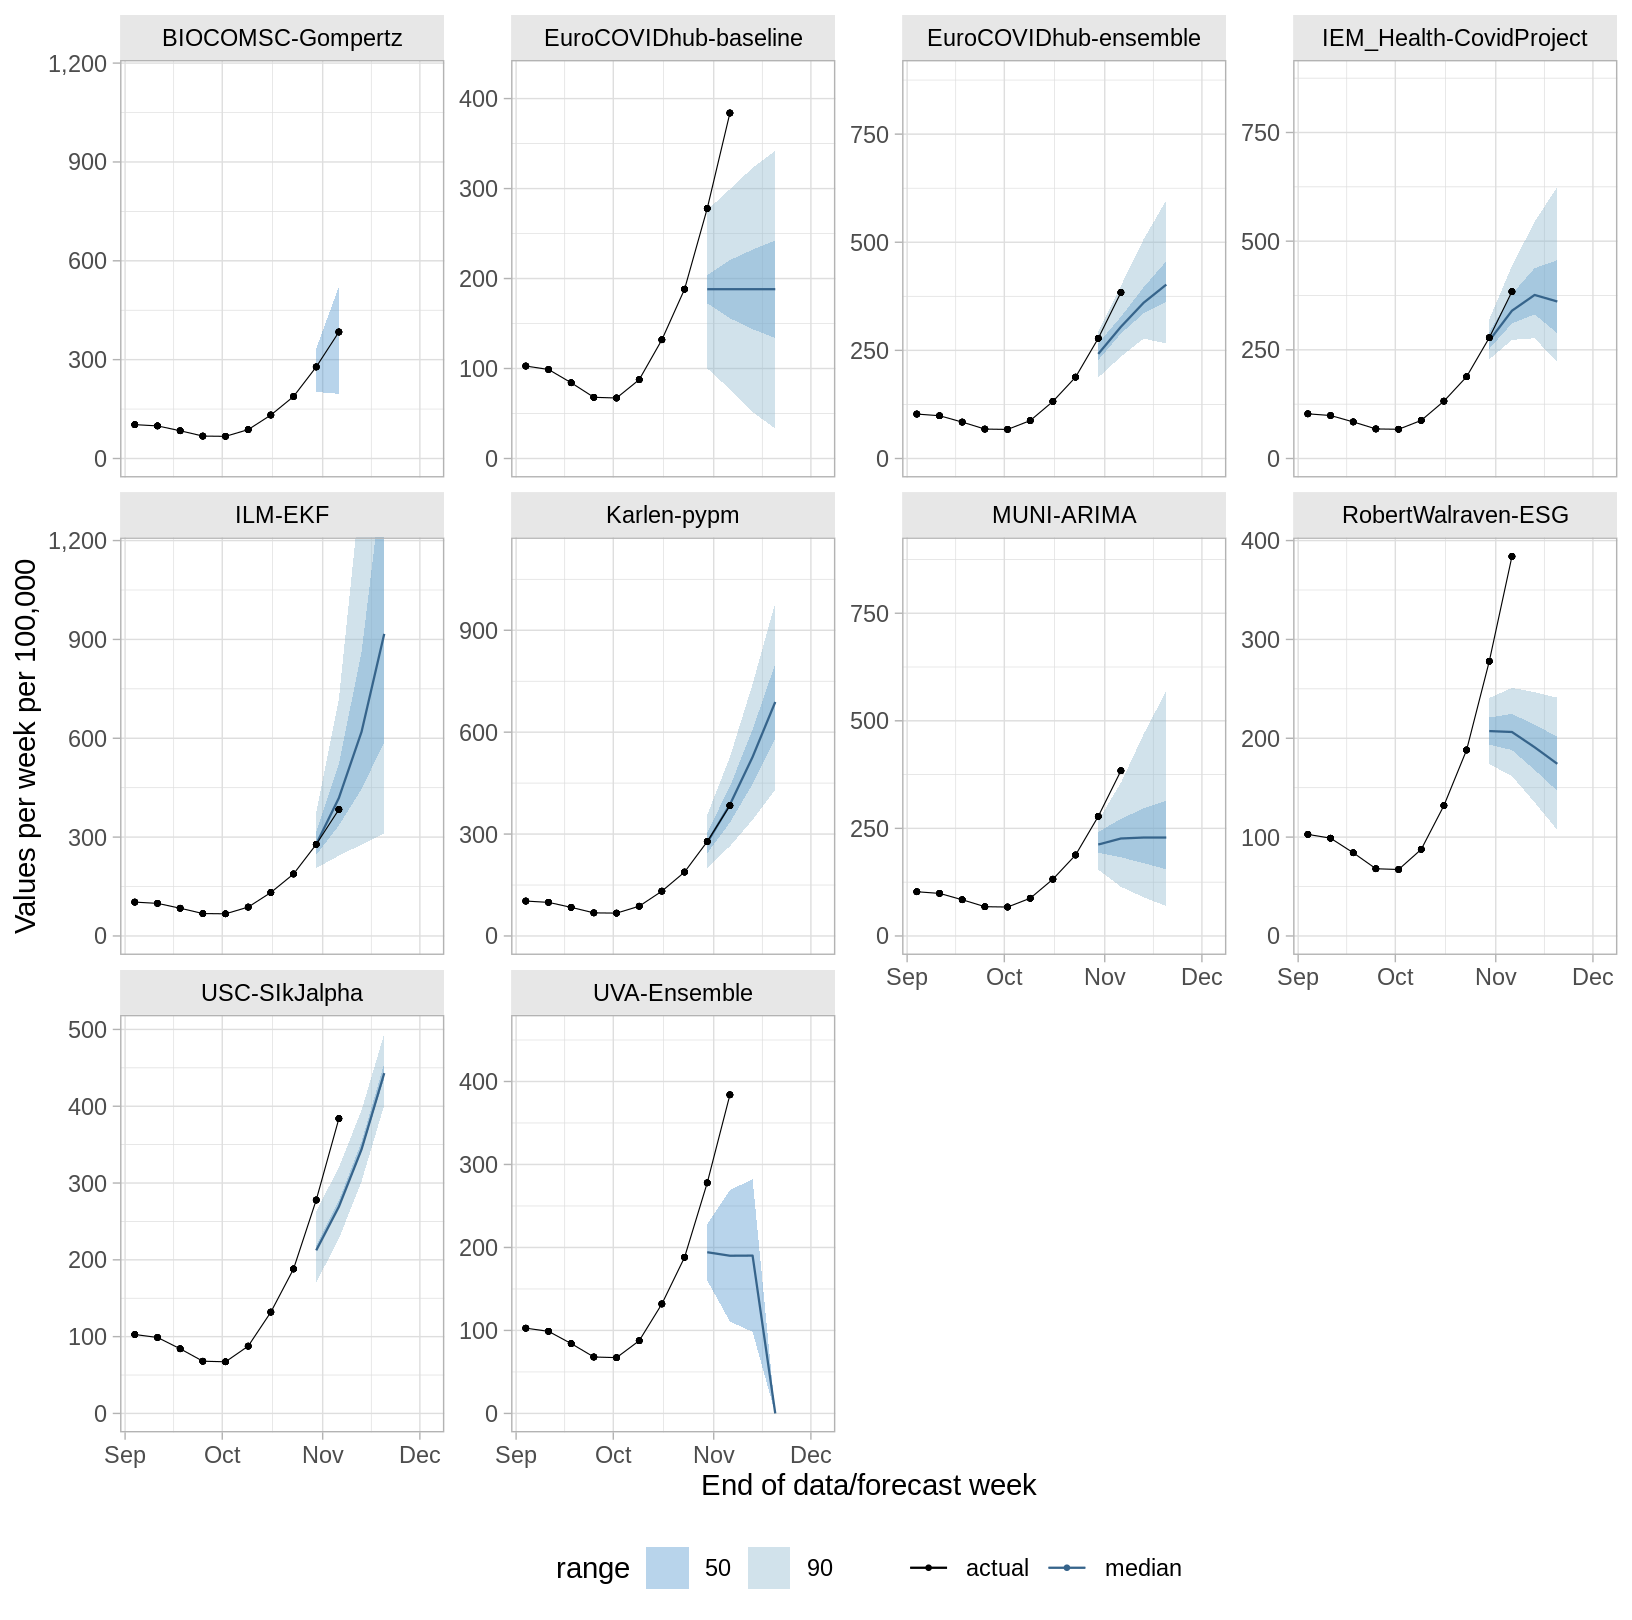 BIOCOMSC-Gompertz
EuroCOVIDhub-baseline
EuroCOVIDhub-ensemble
IEM_Health-CovidProject
1,200
900
600
300
0
400
300
200
100
0
750
500
250
0
750
500
250
0
ILM-EKF
Karlen-pypm
MUNI-ARIMA
RobertWalraven-ESG
1,200
900
600
300
0
900
600
300
0
750
500
250
0
400
300
200
100
0
Sep Oct Nov Dec
Sep Oct Nov Dec
Values per week per 100,000
USC-SIkJalpha
UVA-Ensemble
500
400
300
200
100
0
400
300
200
100
0
Sep Oct Nov Dec
Sep Oct Nov Dec
End of data/forecast week
range 50 90 actual median